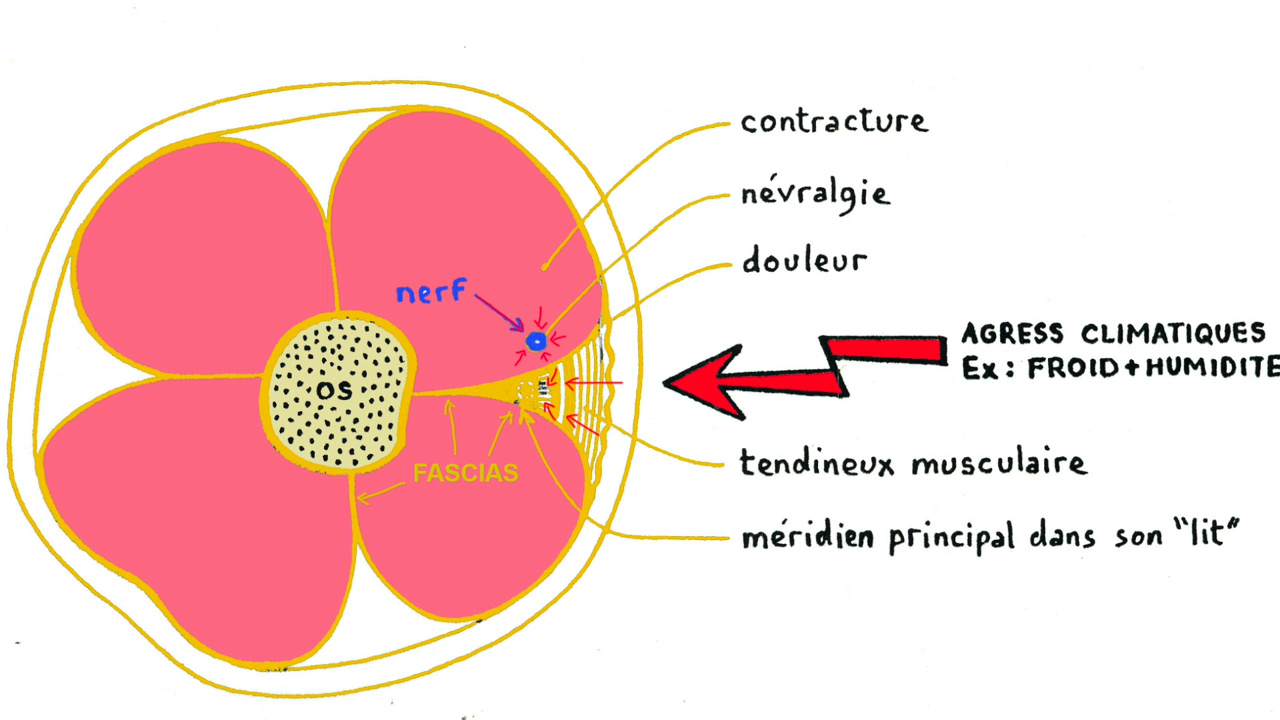 contracture
névralgie
douleur
nerf
AGRESS CLIMATIQUES
Ex : FROID + HUMIDITE
os
FASCIAS
tendineux musculaire
méridien principal dans son "lit"